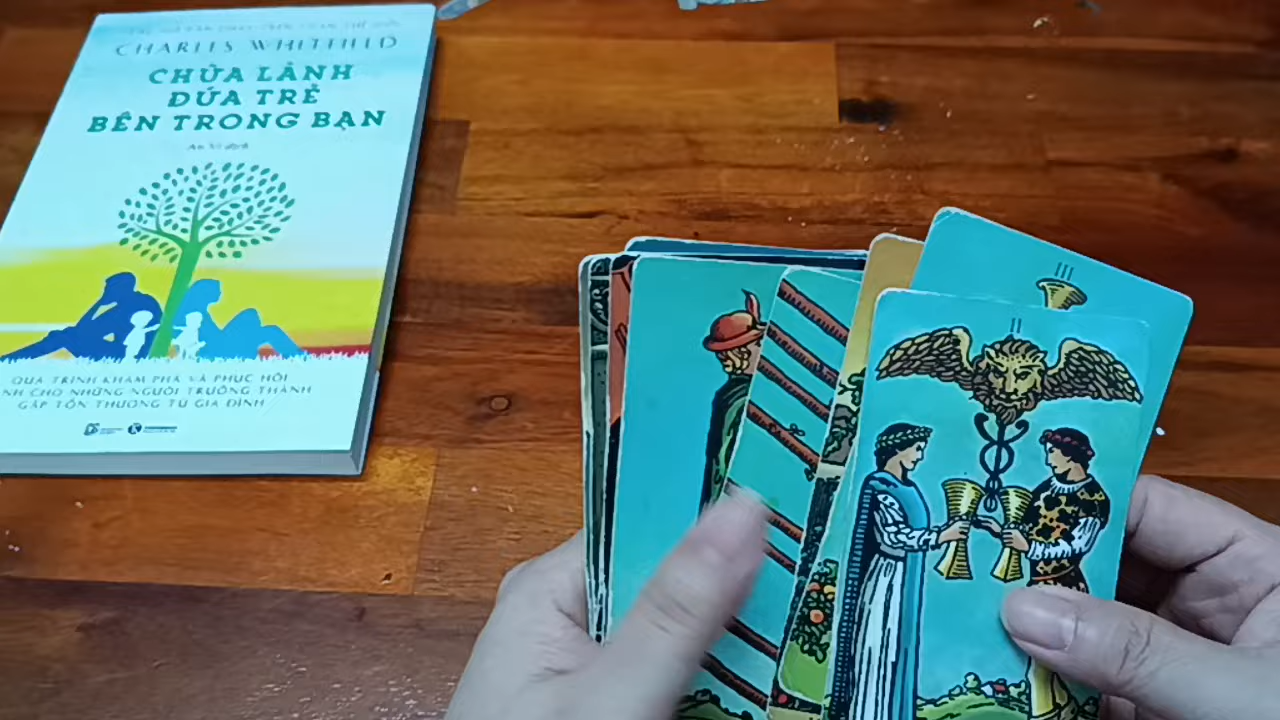 CHARLES WHITFIELD
CHỮA LÀNH
ĐỨA TRẺ
BÊN TRONG BẠN
QUÁ TRÌNH KHÁM PHÁ VÀ PHỤC HỒI
NH CHO NHỮNG NGƯỜI TRƯỞNG THÀNH
GẶP TỔN THƯƠNG TỪ GIA ĐÌNH
III
II